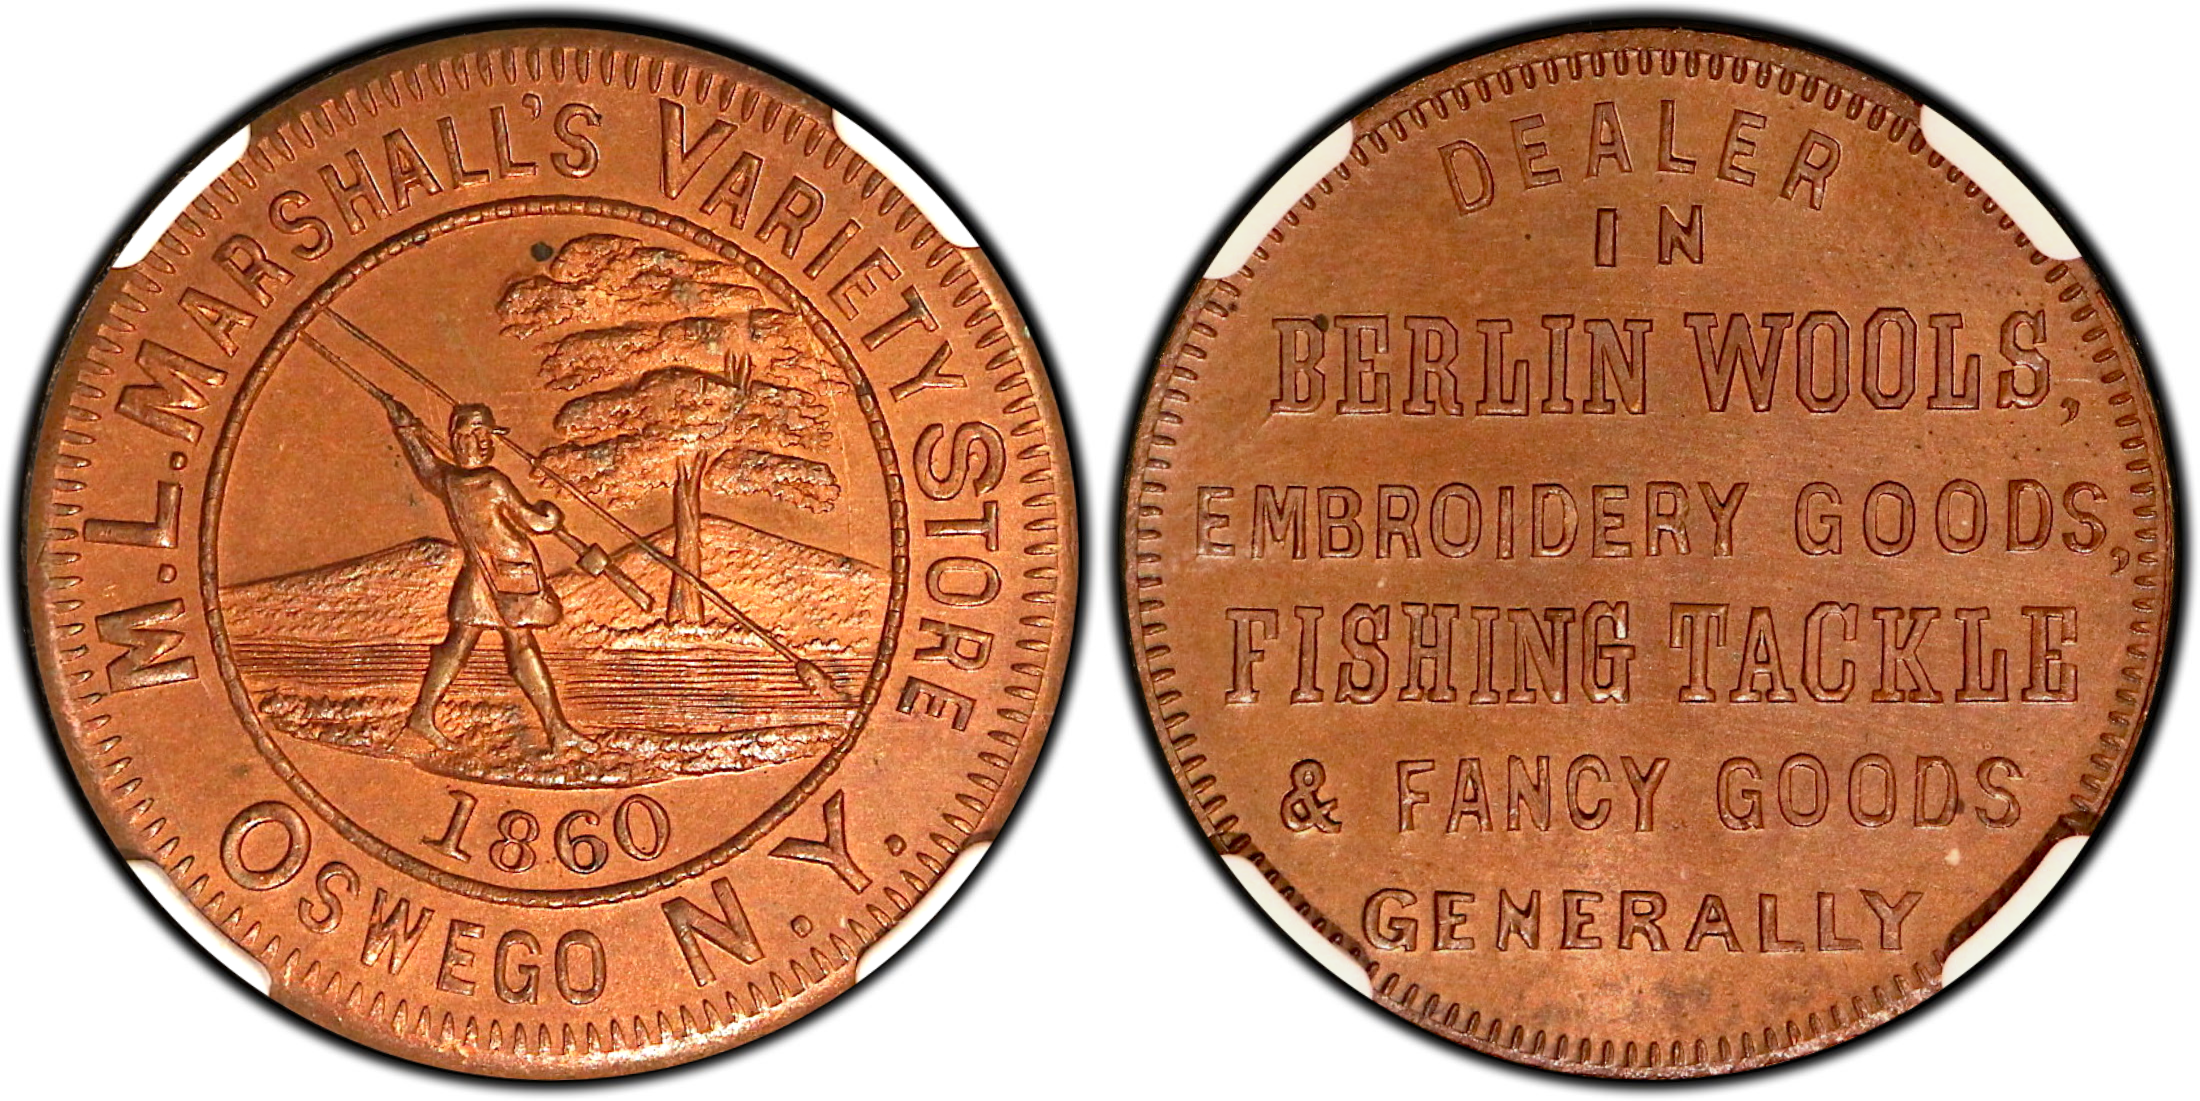 M.L. MARSHALL'S VARIETY STORE
OSWEGO N.Y.
1860
DEALER
IN
BERLIN WOOLS,
EMBROIDERY GOODS,
FISHING TACKLE
& FANCY GOODS
GENERALLY